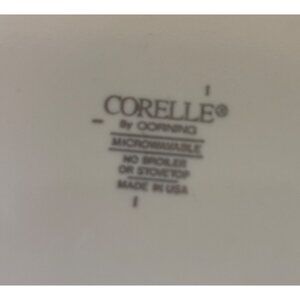 CORELLE®
By CORNING
MICROWAVABLE
NO BROILER
OR STOVETOP
MADE IN USA